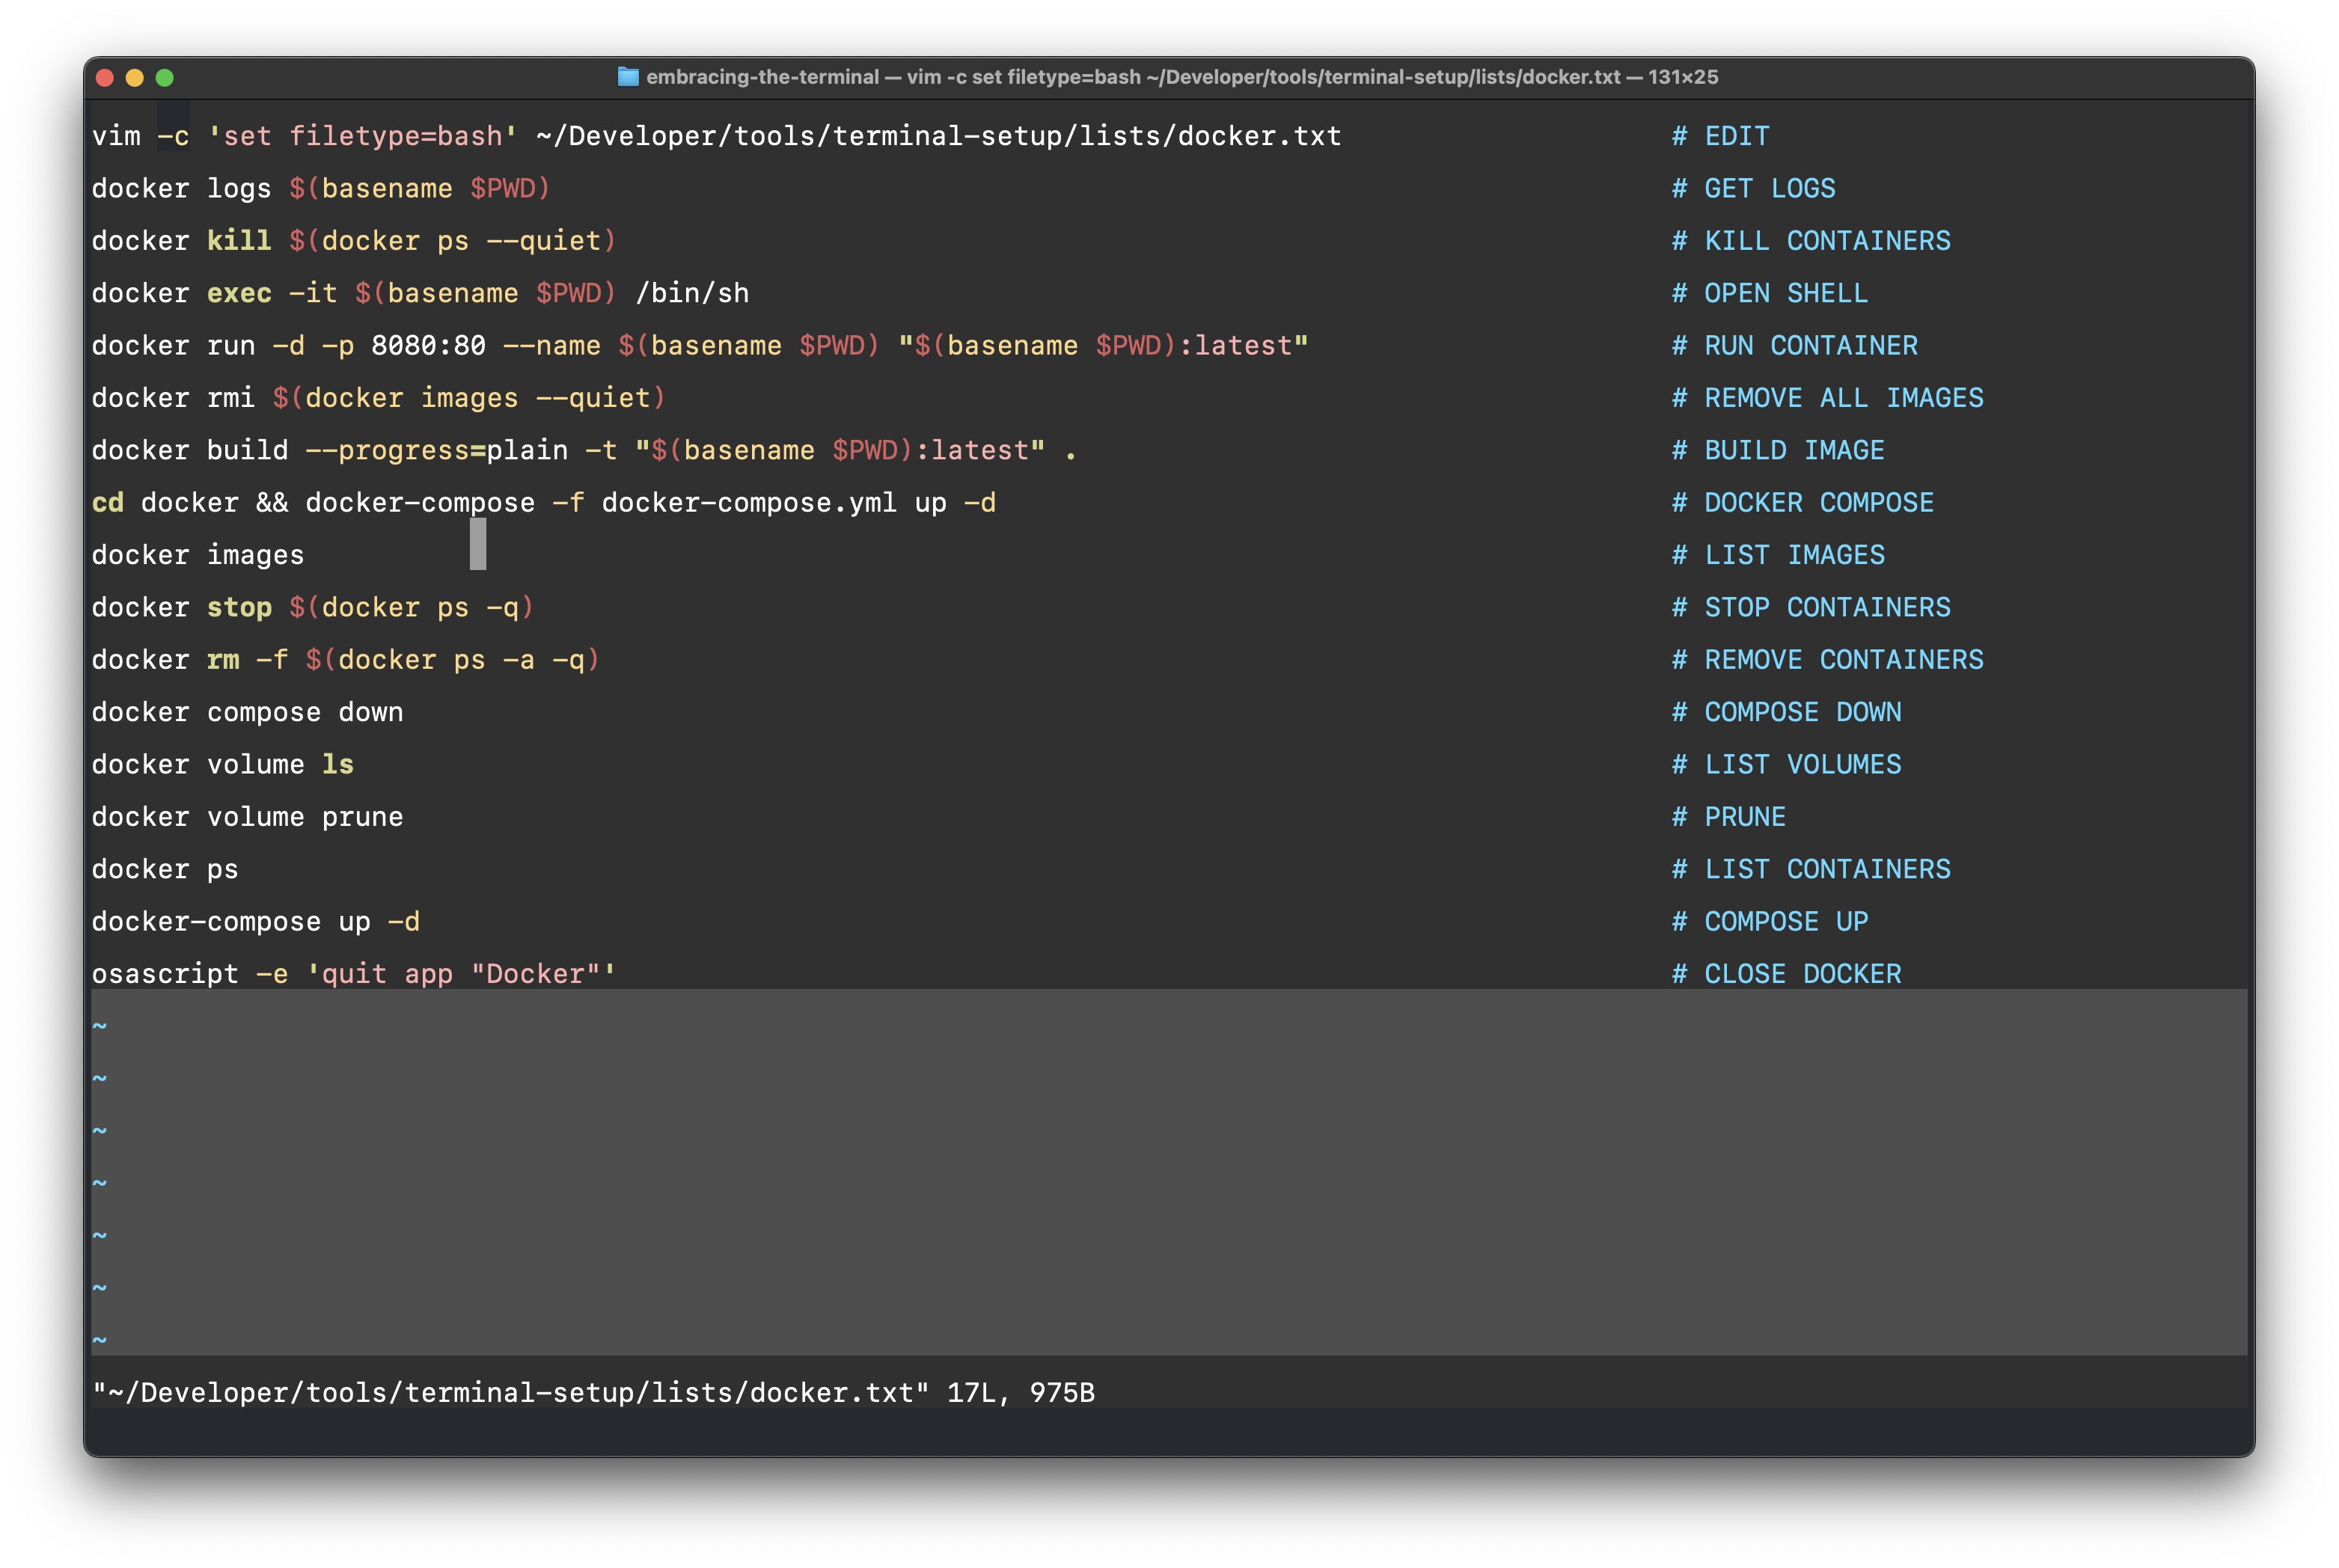 embracing-the-terminal — vim -c set filetype=bash ~/Developer/tools/terminal-setup/lists/docker.txt — 131×25
vim -c 'set filetype=bash' ~/Developer/tools/terminal-setup/lists/docker.txt # EDIT
docker logs $(basename $PWD) # GET LOGS
docker kill $(docker ps --quiet) # KILL CONTAINERS
docker exec -it $(basename $PWD) /bin/sh # OPEN SHELL
docker run -d -p 8080:80 --name $(basename $PWD) "$(basename $PWD):latest" # RUN CONTAINER
docker rmi $(docker images --quiet) # REMOVE ALL IMAGES
docker build --progress=plain -t "$(basename $PWD):latest" . # BUILD IMAGE
cd docker && docker-compose -f docker-compose.yml up -d # DOCKER COMPOSE
docker images # LIST IMAGES
docker stop $(docker ps -q) # STOP CONTAINERS
docker rm -f $(docker ps -a -q) # REMOVE CONTAINERS
docker compose down # COMPOSE DOWN
docker volume ls # LIST VOLUMES
docker volume prune # PRUNE
docker ps # LIST CONTAINERS
docker-compose up -d # COMPOSE UP
osascript -e 'quit app "Docker"' # CLOSE DOCKER
~
~
~
~
~
~
~
"~/Developer/tools/terminal-setup/lists/docker.txt" 17L, 975B